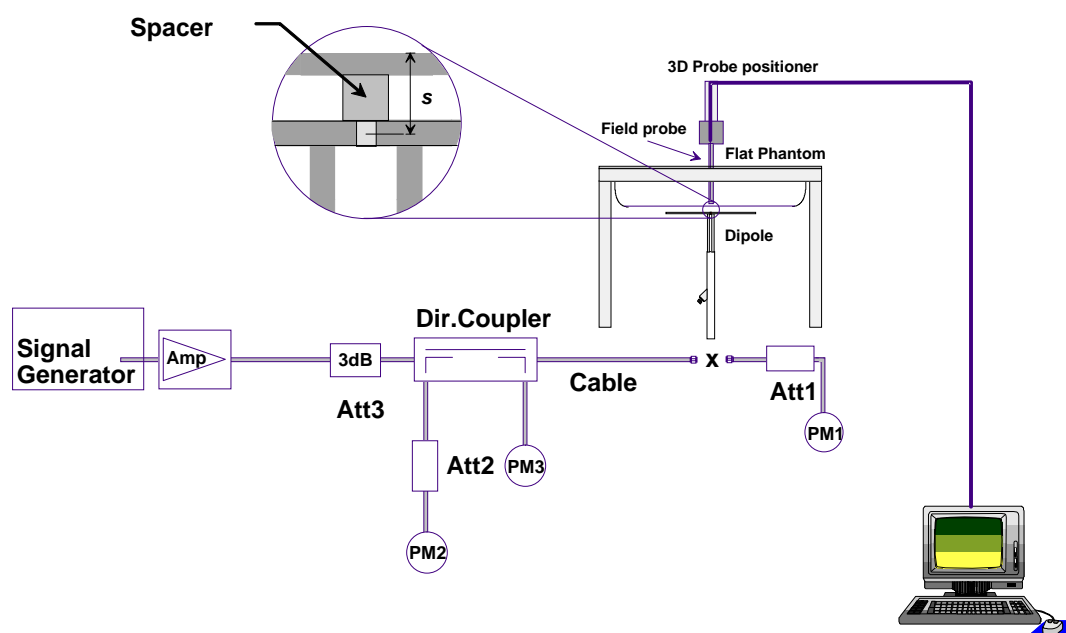 Spacer
s
3D Probe positioner
Field probe
Flat Phantom
Dipole
Dir.Coupler
Signal
Generator
Amp
3dB
Att3
Cable
x
Att1
PM1
Att2
PM3
PM2